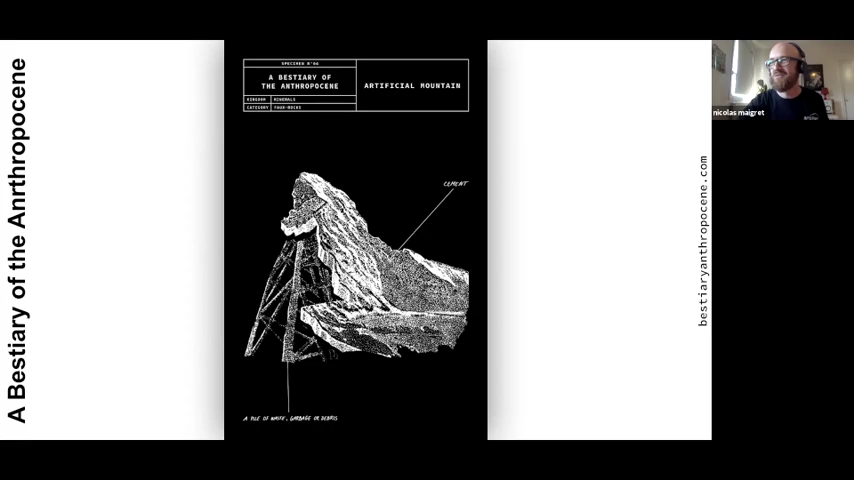 A Bestiary of the Anrthropocene
SPECIMEN N°06
A BESTIARY OF
THE ANTHROPOCENE
ARTIFICIAL MOUNTAIN
KINGDOM MINERALS
CATEGORY FAUX-ROCKS
CEMENT
A PILE OF WASTE, GARBAGE OR DEBRIS
bestiaryanthropocene.com
nicolas maigret